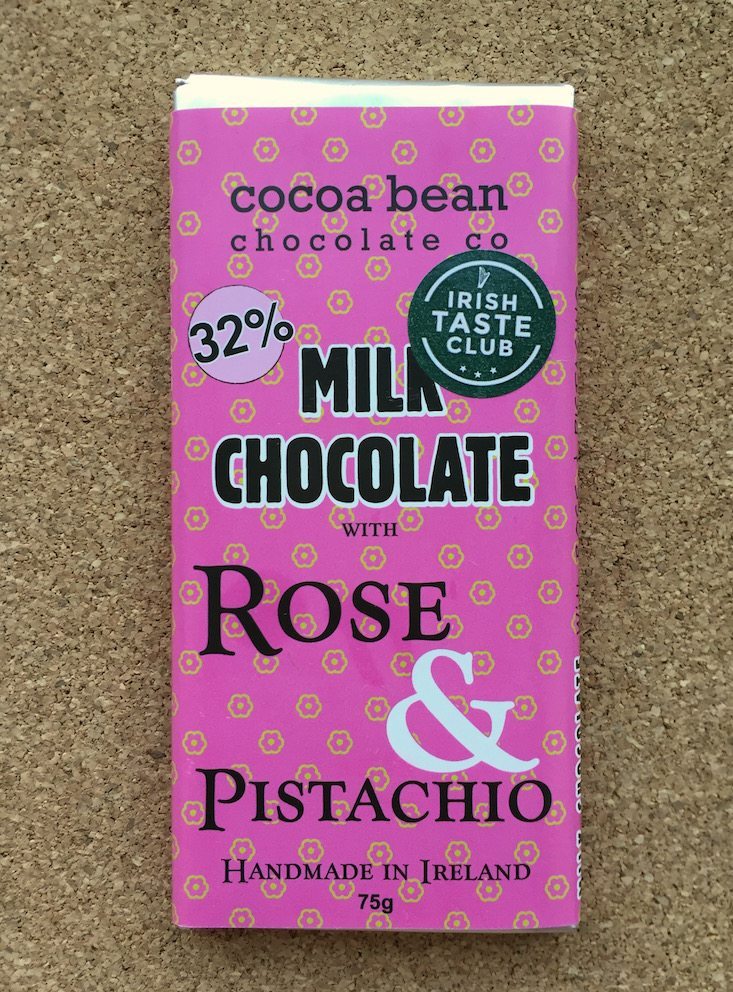 cocoa bean
chocolate co
IRISH
TASTE
CLUB
32%
MILK
CHOCOLATE
WITH
ROSE
&
PISTACHIO
HANDMADE IN IRELAND
75g